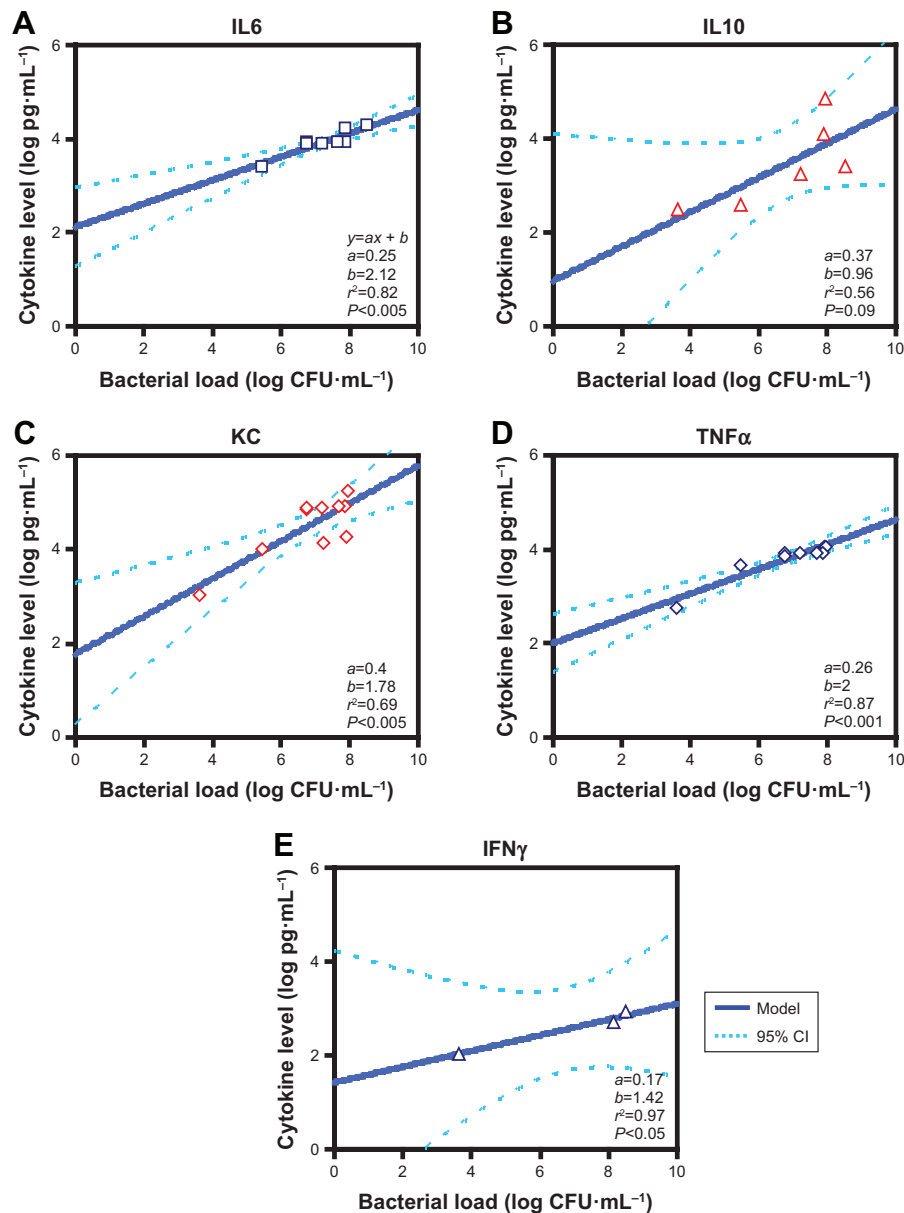 A
IL6
Cytokine level (log pg·mL⁻¹)
6
4
2
0
y=ax + b
a=0.25
b=2.12
r²=0.82
P<0.005
0 2 4 6 8 10
Bacterial load (log CFU·mL⁻¹)
B
IL10
Cytokine level (log pg·mL⁻¹)
6
4
2
0
a=0.37
b=0.96
r²=0.56
P=0.09
0 2 4 6 8 10
Bacterial load (log CFU·mL⁻¹)
C
KC
Cytokine level (log pg·mL⁻¹)
6
4
2
0
a=0.4
b=1.78
r²=0.69
P<0.005
0 2 4 6 8 10
Bacterial load (log CFU·mL⁻¹)
D
TNFα
Cytokine level (log pg·mL⁻¹)
6
4
2
0
a=0.26
b=2
r²=0.87
P<0.001
0 2 4 6 8 10
Bacterial load (log CFU·mL⁻¹)
E
IFNγ
Cytokine level (log pg·mL⁻¹)
6
4
2
0
a=0.17
b=1.42
r²=0.97
P<0.05
0 2 4 6 8 10
Bacterial load (log CFU·mL⁻¹)
Model
95% CI